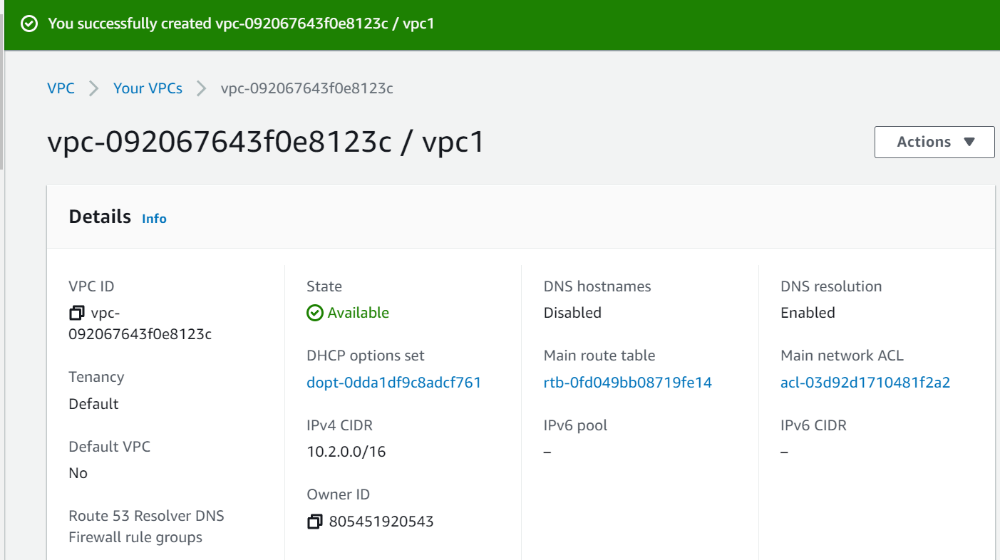 You successfully created vpc-092067643f0e8123c / vpc1
VPC
Your VPCs
vpc-092067643f0e8123c
vpc-092067643f0e8123c / vpc1
Actions
Details Info
VPC ID
vpc-
092067643f0e8123c
Tenancy
Default
Default VPC
No
Route 53 Resolver DNS
Firewall rule groups
State
Available
DHCP options set
dopt-0dda1df9c8adcf761
IPv4 CIDR
10.2.0.0/16
Owner ID
805451920543
DNS hostnames
Disabled
Main route table
rtb-0fd049bb08719fe14
IPv6 pool
–
DNS resolution
Enabled
Main network ACL
acl-03d92d1710481f2a2
IPv6 CIDR
–